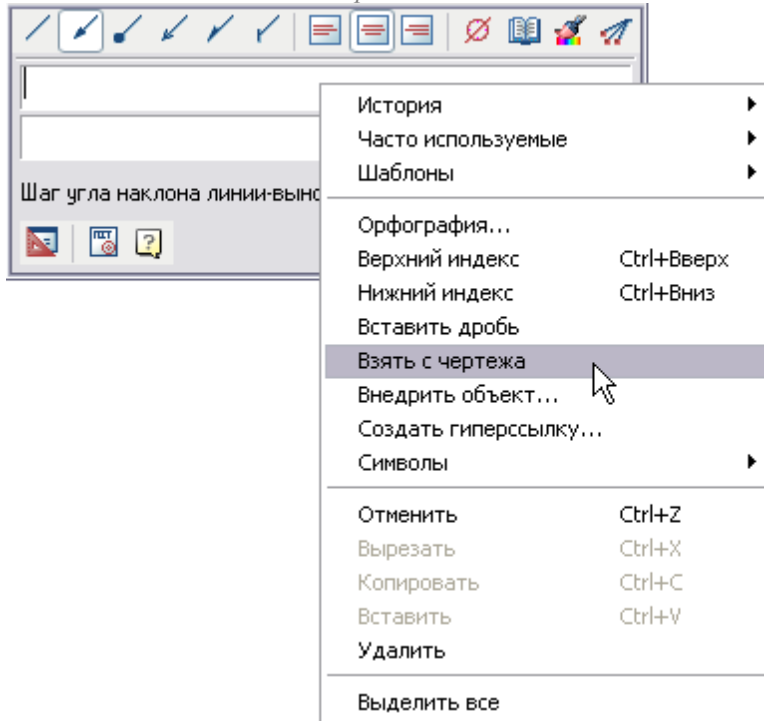 Шаг угла наклона линии-выно
История
Часто используемые
Шаблоны
Орфография...
Верхний индекс Ctrl+Вверх
Нижний индекс Ctrl+Вниз
Вставить дробь
Взять с чертежа
Внедрить объект...
Создать гиперссылку...
Символы
Отменить Ctrl+Z
Вырезать Ctrl+X
Копировать Ctrl+C
Вставить Ctrl+V
Удалить
Выделить все